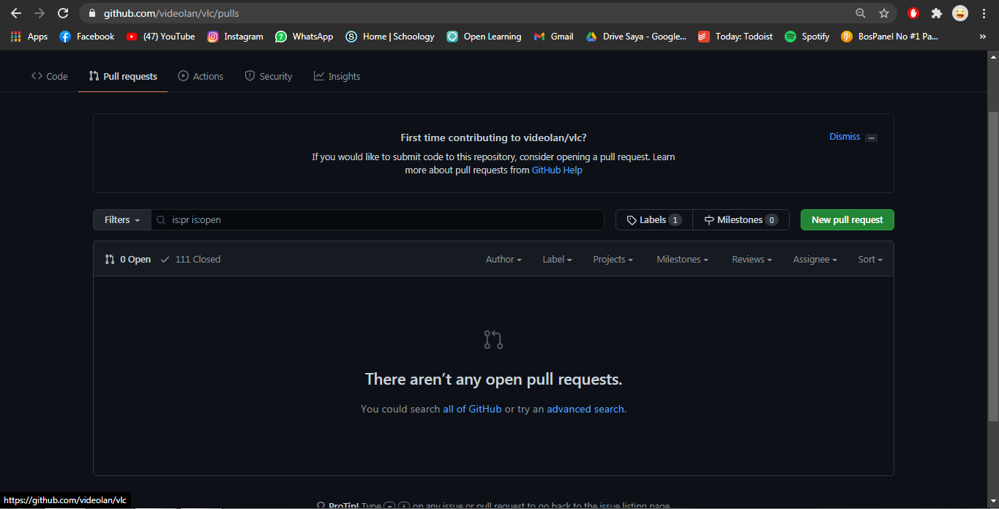 github.com/videolan/vlc/pulls
Apps Facebook (47) YouTube Instagram WhatsApp Home | Schoology Open Learning Gmail Drive Saya - Google... Today: Todoist Spotify BosPanel No #1 Pa... »
Code Pull requests Actions Security Insights
First time contributing to videolan/vlc?
Dismiss ...
If you would like to submit code to this repository, consider opening a pull request. Learn
more about pull requests from GitHub Help
Filters is:pr is:open Labels 1 Milestones 0 New pull request
0 Open 111 Closed Author Label Projects Milestones Reviews Assignee Sort
There aren’t any open pull requests.
You could search all of GitHub or try an advanced search.
https://github.com/videolan/vlc
ProTip! Type g i on any issue or pull request to go back to the issue listing page.